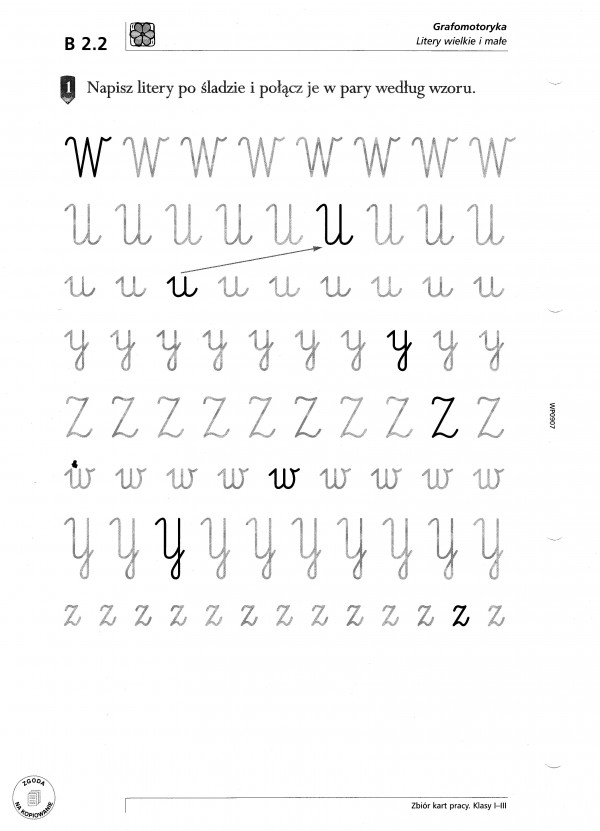 B 2.2
Grafomotoryka
Litery wielkie i małe
1 Napisz litery po śladzie i połącz je w pary według wzoru.
W W W W W W W W
U U U U U U U U U
u u u u u u u u u
y y y y y y y y y y
Z Z Z Z Z Z Z Z Z Z
w w w w w w w w w
Y Y Y Y Y Y Y Y Y Y
z z z z z z z z z z z z z
WP0907
ZGODA
NA KOPIOWANIE
Zbiór kart pracy. Klasy I–III